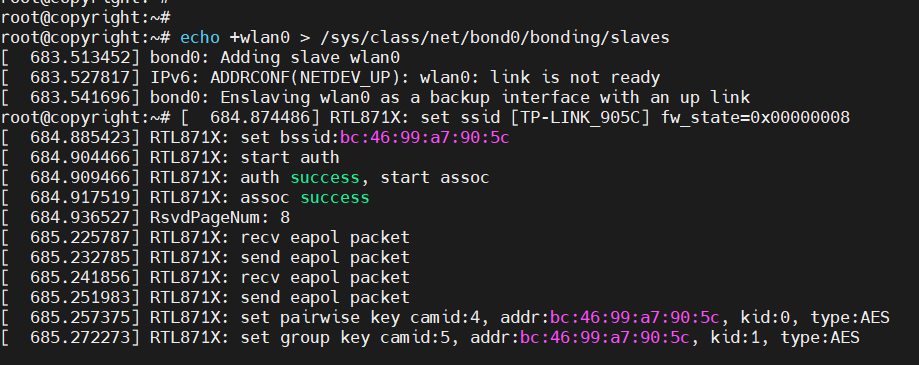 root@copyright:~#
root@copyright:~#
root@copyright:~# echo +wlan0 > /sys/class/net/bond0/bonding/slaves
[  683.513452] bond0: Adding slave wlan0
[  683.527817] IPv6: ADDRCONF(NETDEV_UP): wlan0: link is not ready
[  683.541696] bond0: Enslaving wlan0 as a backup interface with an up link
root@copyright:~# [  684.874486] RTL871X: set ssid [TP-LINK_905C] fw_state=0x00000008
[  684.885423] RTL871X: set bssid:bc:46:99:a7:90:5c
[  684.904466] RTL871X: start auth
[  684.909466] RTL871X: auth success, start assoc
[  684.917519] RTL871X: assoc success
[  684.936527] RsvdPageNum: 8
[  685.225787] RTL871X: recv eapol packet
[  685.232785] RTL871X: send eapol packet
[  685.241856] RTL871X: recv eapol packet
[  685.251983] RTL871X: send eapol packet
[  685.257375] RTL871X: set pairwise key camid:4, addr:bc:46:99:a7:90:5c, kid:0, type:AES
[  685.272273] RTL871X: set group key camid:5, addr:bc:46:99:a7:90:5c, kid:1, type:AES